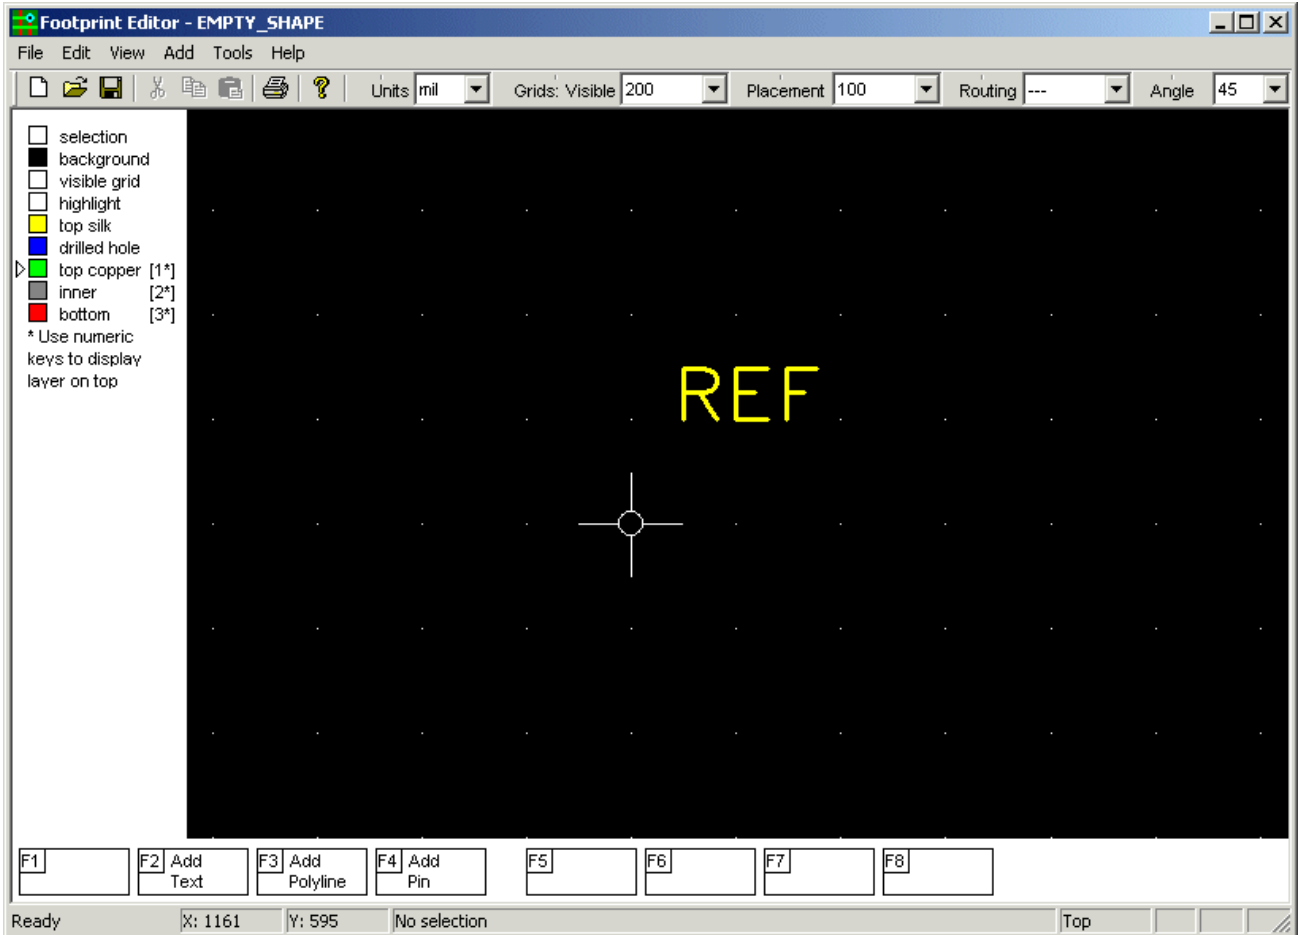 Footprint Editor - EMPTY_SHAPE
File Edit View Add Tools Help
Units mil Grids: Visible 200 Placement 100 Routing --- Angle 45
selection
background
visible grid
highlight
top silk
drilled hole
top copper [1*]
inner [2*]
bottom [3*]
* Use numeric
keys to display
layer on top
REF
F1 F2 Add Text F3 Add Polyline F4 Add Pin F5 F6 F7 F8
Ready X: 1161 Y: 595 No selection Top